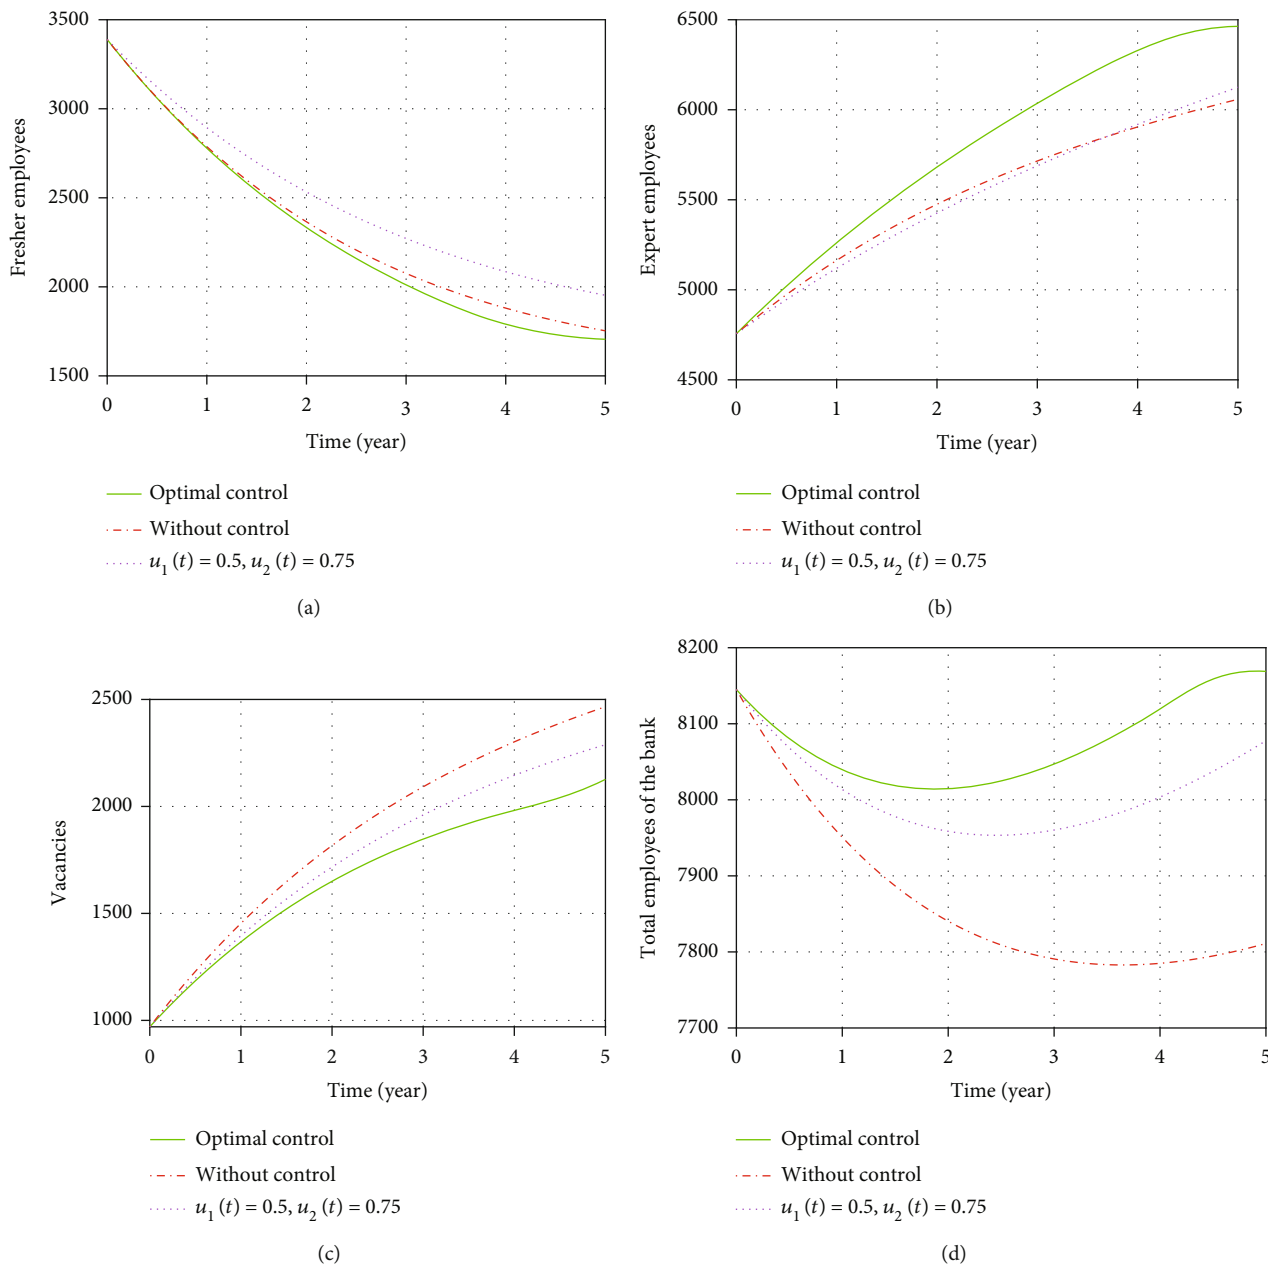 3500
3000
2500
2000
1500
Fresher employees
0 1 2 3 4 5
Time (year)
Optimal control
Without control
u1 (t) = 0.5, u2 (t) = 0.75
(a)
6500
6000
5500
5000
4500
Expert employees
0 1 2 3 4 5
Time (year)
Optimal control
Without control
u1 (t) = 0.5, u2 (t) = 0.75
(b)
2500
2000
1500
1000
Vacancies
0 1 2 3 4 5
Time (year)
Optimal control
Without control
u1 (t) = 0.5, u2 (t) = 0.75
(c)
8200
8100
8000
7900
7800
7700
Total employees of the bank
0 1 2 3 4 5
Time (year)
Optimal control
Without control
u1 (t) = 0.5, u2 (t) = 0.75
(d)